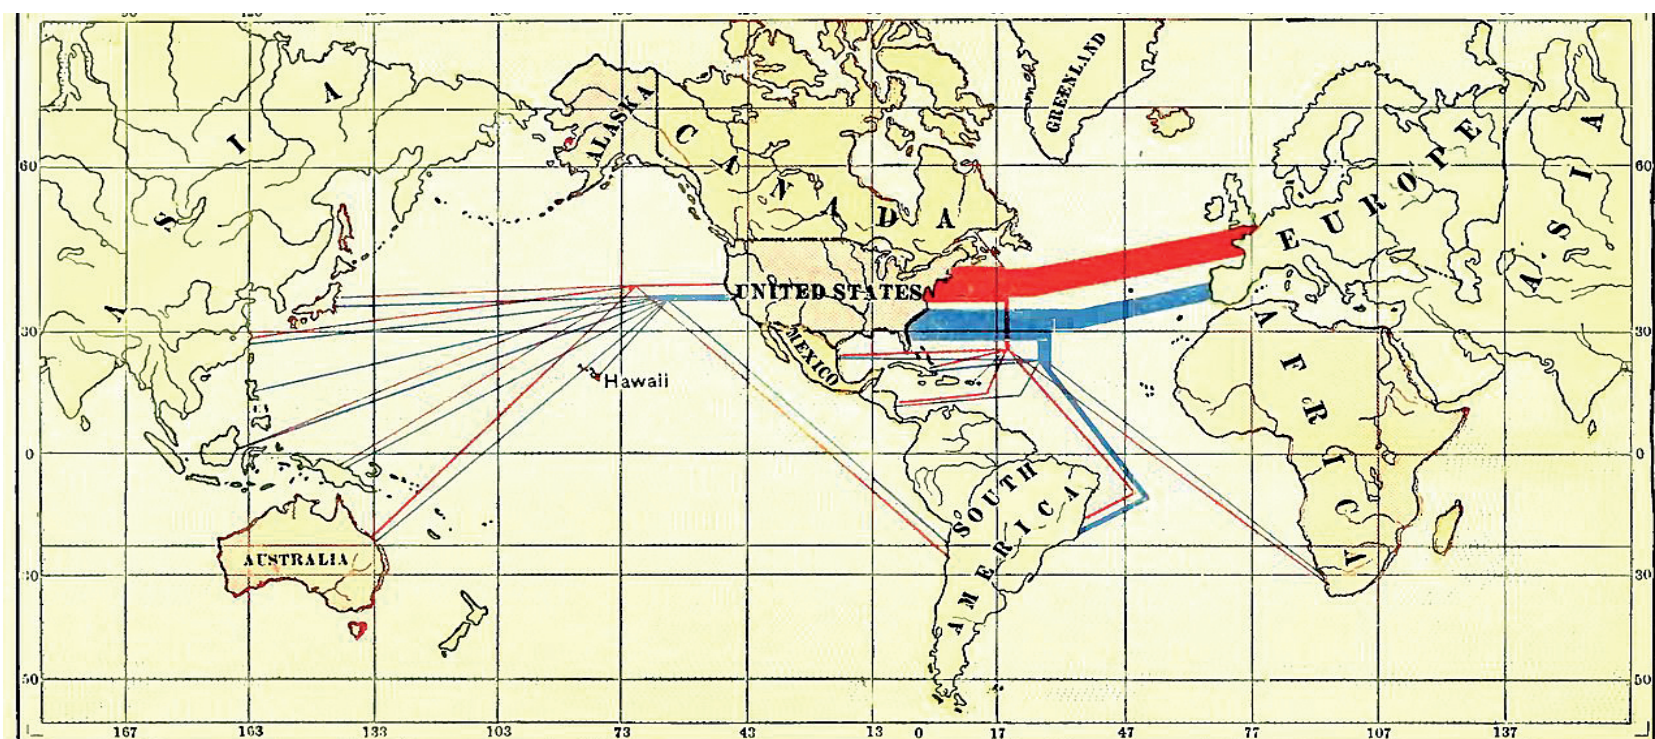 60
60
30
30
0
0
30
50
50
167
163
133
103
73
43
13
0
17
47
77
107
137
ASIA
ALASKA
CANADA
GREENLAND
EUROPE
ASIA
UNITED STATES
MEXICO
Hawaii
AFRICA
SOUTH
AMERICA
AUSTRALIA